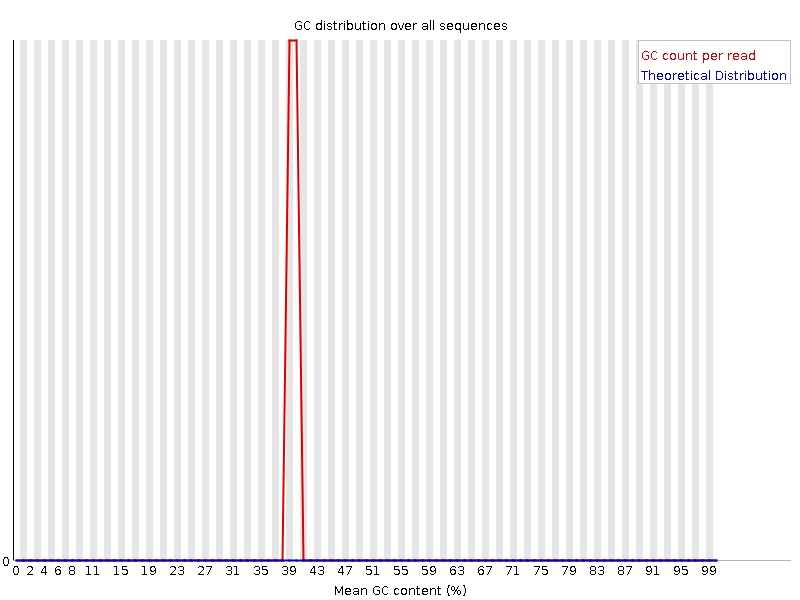 GC distribution over all sequences
GC count per read
Theoretical Distribution
0
0 2 4 6 8 11 15 19 23 27 31 35 39 43 47 51 55 59 63 67 71 75 79 83 87 91 95 99
Mean GC content (%)